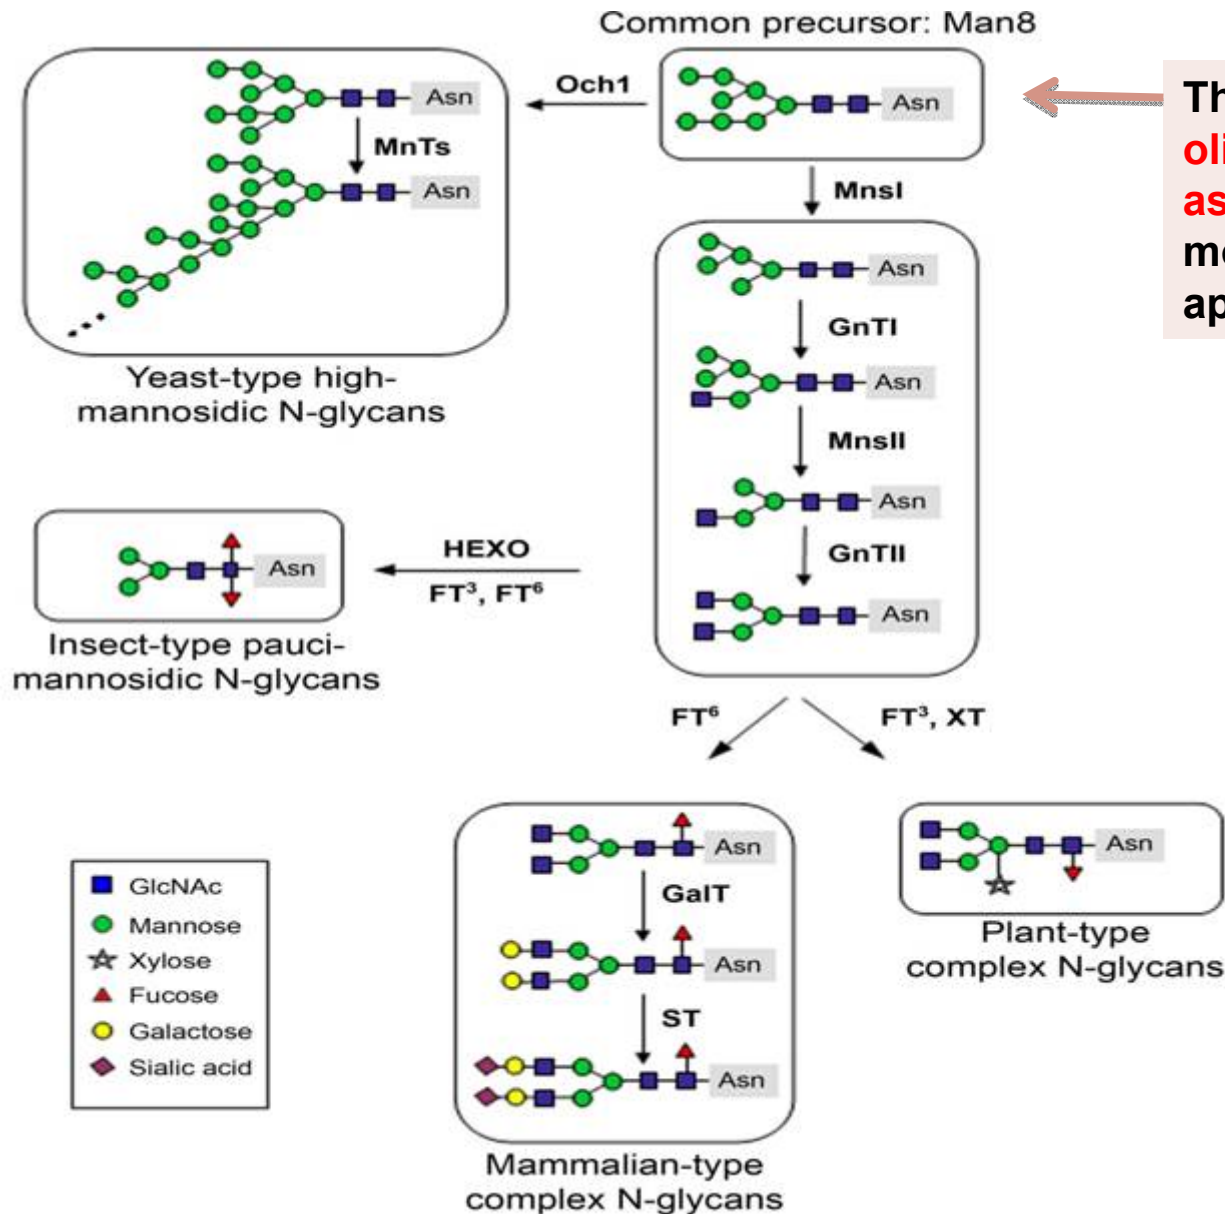 Common precursor: Man8
Asn
Och1
Asn
MnTs
Asn
Yeast-type high-
mannosidic N-glycans
MnsI
Asn
GnTI
Asn
MnsII
Asn
GnTII
Asn
HEXO
FT³, FT⁶
Asn
Insect-type pauci-
mannosidic N-glycans
FT⁶
FT³, XT
Asn
GalT
Asn
ST
Asn
Mammalian-type
complex N-glycans
Asn
Plant-type
complex N-glycans
GlcNAc
Mannose
Xylose
Fucose
Galactose
Sialic acid
Th
oli
as
mo
ap